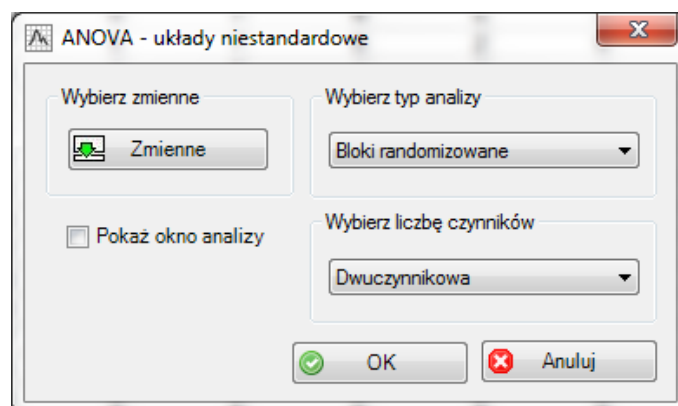 ANOVA - układy niestandardowe
Wybierz zmienne
Zmienne
Pokaż okno analizy
Wybierz typ analizy
Bloki randomizowane
Wybierz liczbę czynników
Dwuczynnikowa
OK
Anuluj